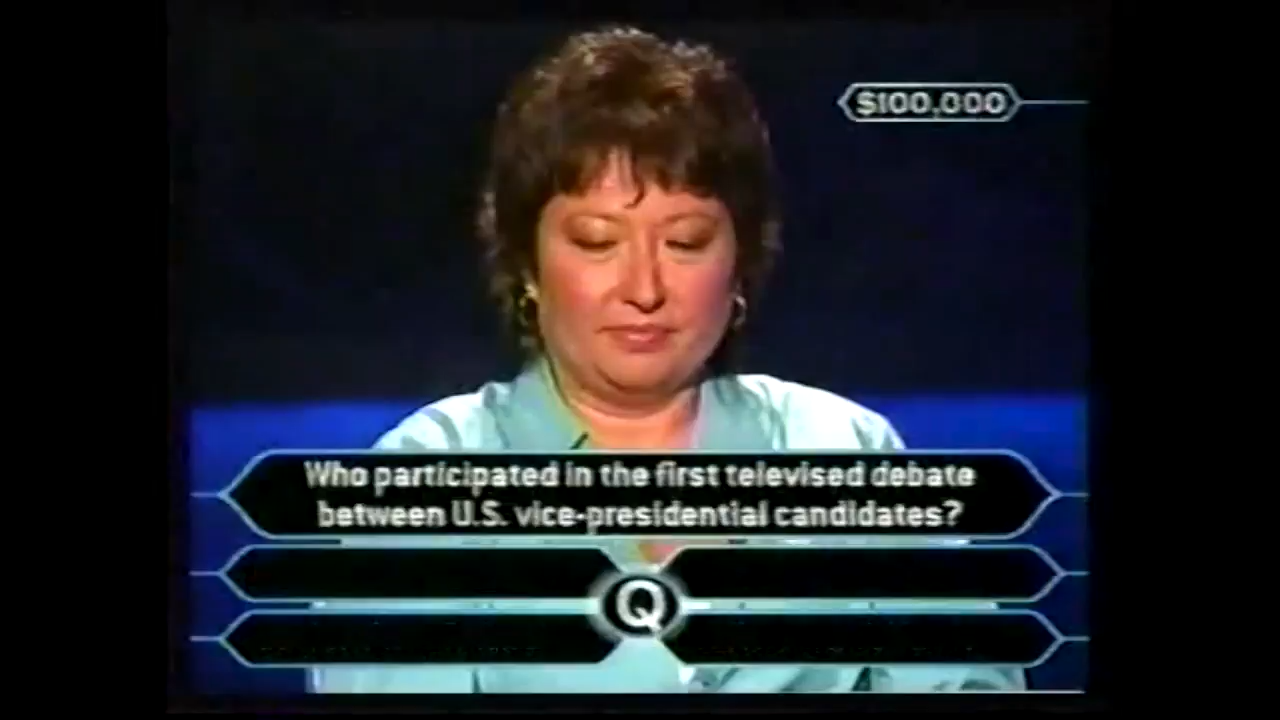 $100,000
Who participated in the first televised debate
between U.S. vice-presidential candidates?
Q